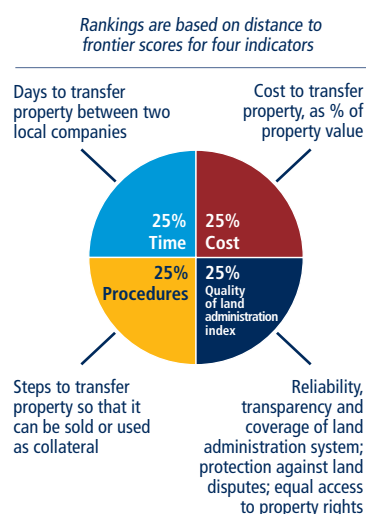 Rankings are based on distance to
frontier scores for four indicators
Days to transfer
property between two
local companies
Cost to transfer
property, as % of
property value
25%
Time
25%
Cost
25%
Procedures
25%
Quality
of land
administration
index
Steps to transfer
property so that it
can be sold or used
as collateral
Reliability,
transparency and
coverage of land
administration system;
protection against land
disputes; equal access
to property rights